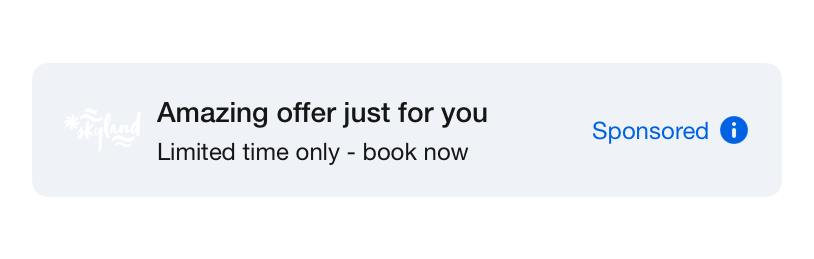 skyland
Amazing offer just for you
Limited time only - book now
Sponsored